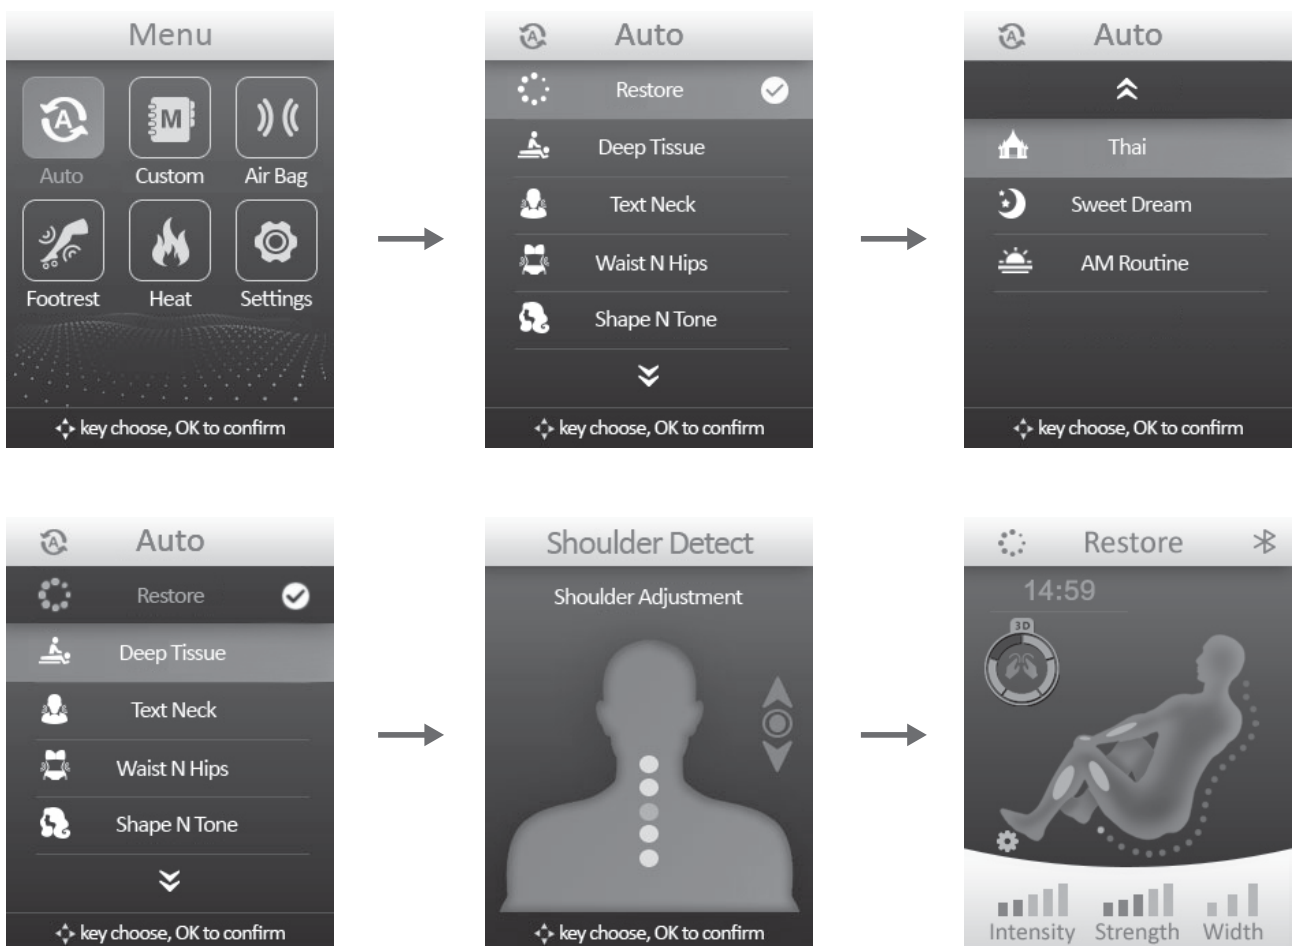 Menu
A
M
Auto
Custom
Air Bag
Footrest
Heat
Settings
key choose, OK to confirm
A
Auto
Restore
Deep Tissue
Text Neck
Waist N Hips
Shape N Tone
key choose, OK to confirm
A
Auto
Thai
Sweet Dream
AM Routine
key choose, OK to confirm
A
Auto
Restore
Deep Tissue
Text Neck
Waist N Hips
Shape N Tone
key choose, OK to confirm
Shoulder Detect
Shoulder Adjustment
key choose, OK to confirm
Restore
14:59
3D
Intensity
Strength
Width